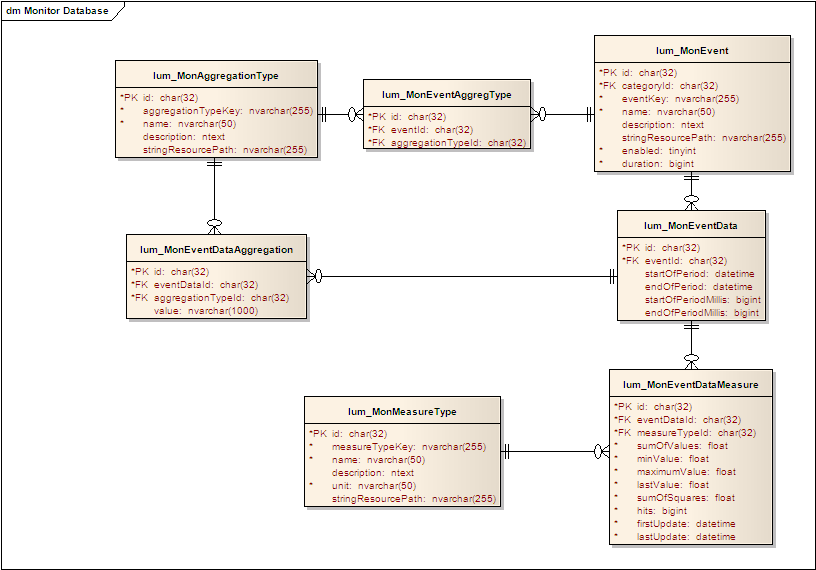 dm Monitor Database
lum_MonAggregationType
*PK id: char(32)
* aggregationTypeKey: nvarchar(255)
* name: nvarchar(50)
description: ntext
stringResourcePath: nvarchar(255)
lum_MonEventAggregType
*PK id: char(32)
*FK eventId: char(32)
*FK aggregationTypeId: char(32)
lum_MonEvent
*PK id: char(32)
*FK categoryId: char(32)
* eventKey: nvarchar(255)
* name: nvarchar(50)
description: ntext
stringResourcePath: nvarchar(255)
* enabled: tinyint
* duration: bigint
lum_MonEventDataAggregation
*PK id: char(32)
*FK eventDataId: char(32)
*FK aggregationTypeId: char(32)
value: nvarchar(1000)
lum_MonEventData
*PK id: char(32)
*FK eventId: char(32)
startOfPeriod: datetime
endOfPeriod: datetime
startOfPeriodMillis: bigint
endOfPeriodMillis: bigint
lum_MonMeasureType
*PK id: char(32)
* measureTypeKey: nvarchar(255)
* name: nvarchar(50)
description: ntext
* unit: nvarchar(50)
stringResourcePath: nvarchar(255)
lum_MonEventDataMeasure
*PK id: char(32)
*FK eventDataId: char(32)
*FK measureTypeId: char(32)
* sumOfValues: float
* minValue: float
* maximumValue: float
* lastValue: float
* sumOfSquares: float
* hits: bigint
* firstUpdate: datetime
* lastUpdate: datetime